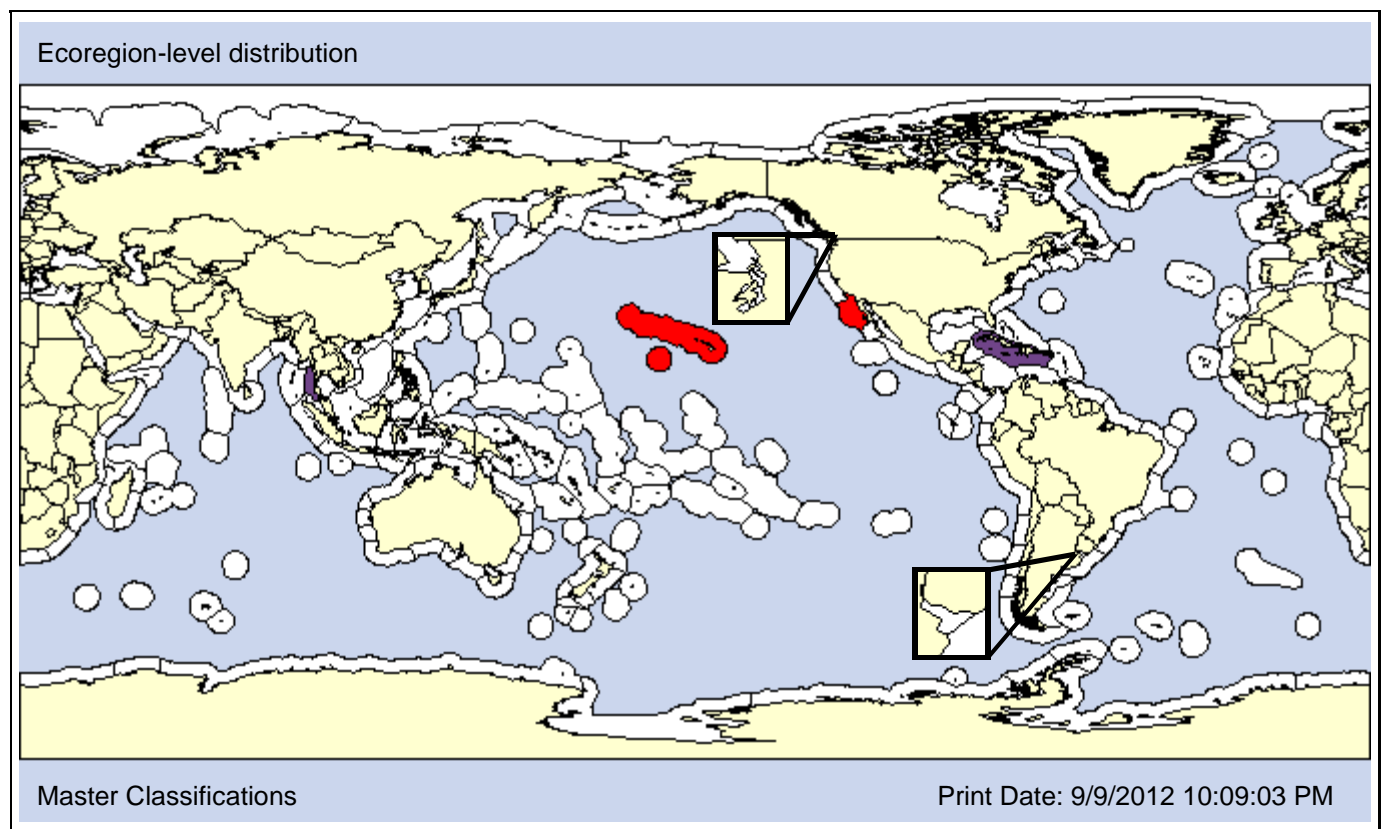 Ecoregion-level distribution
Master Classifications
Print Date: 9/9/2012 10:09:03 PM